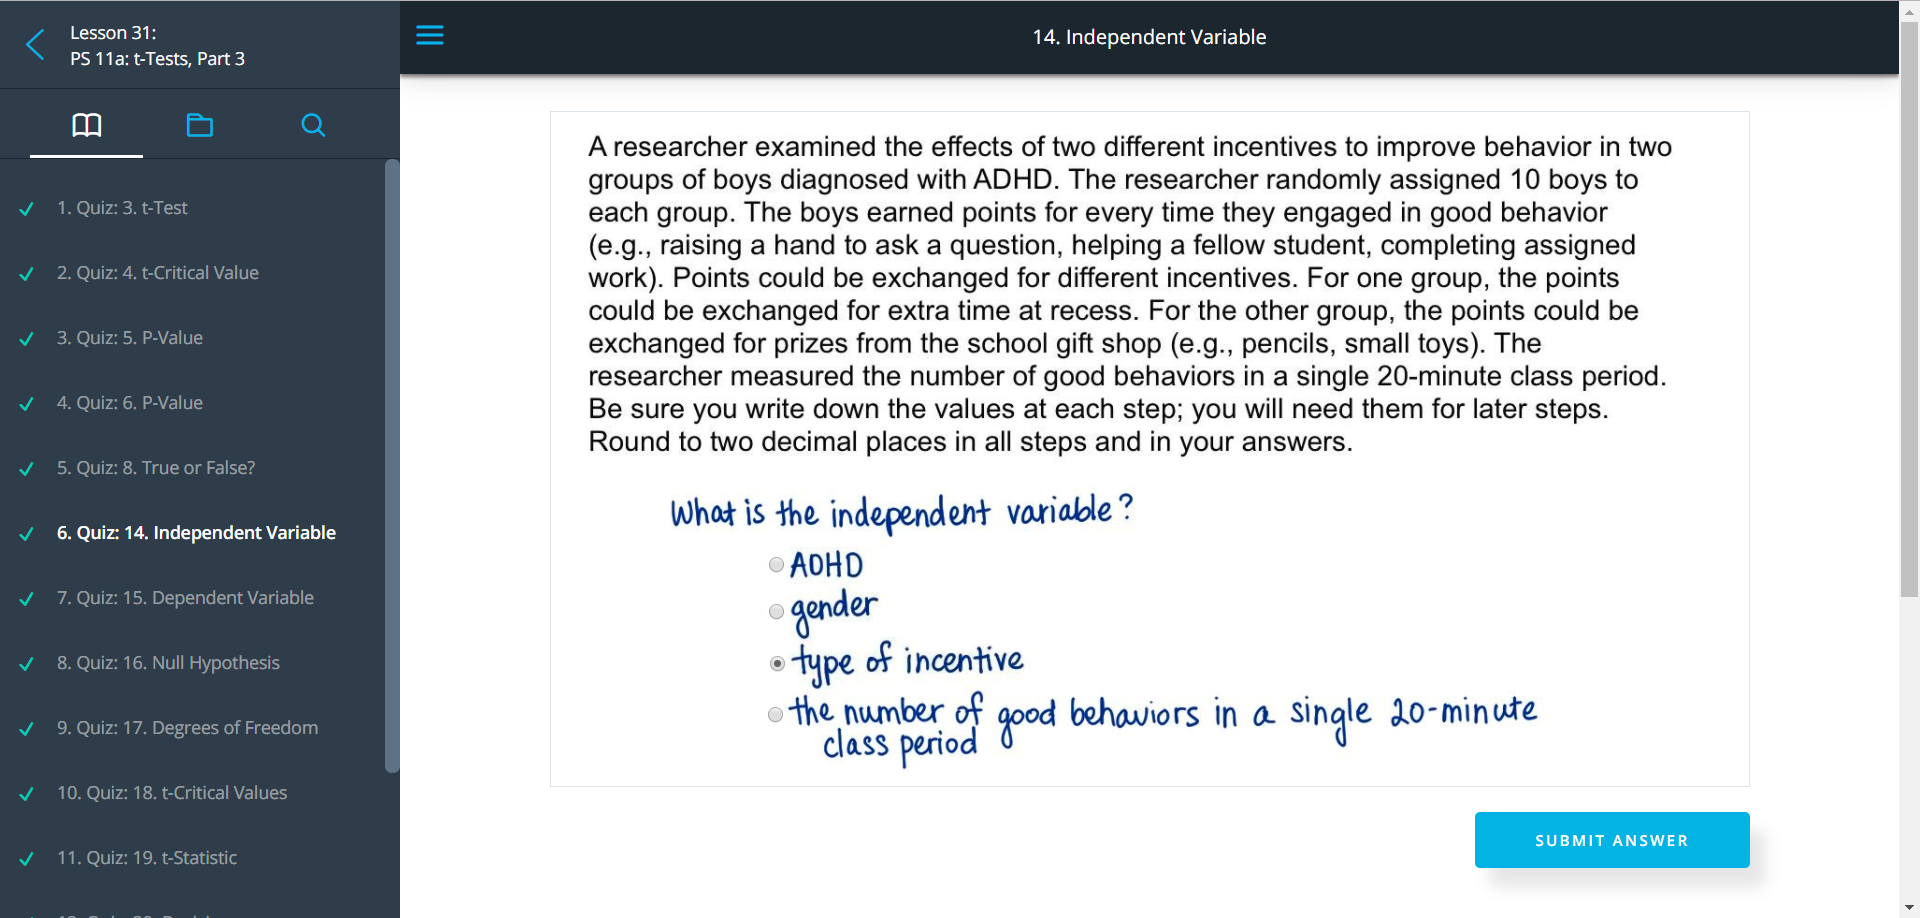 Lesson 31:
PS 11a: t-Tests, Part 3
14. Independent Variable
1. Quiz: 3. t-Test
2. Quiz: 4. t-Critical Value
3. Quiz: 5. P-Value
4. Quiz: 6. P-Value
5. Quiz: 8. True or False?
6. Quiz: 14. Independent Variable
7. Quiz: 15. Dependent Variable
8. Quiz: 16. Null Hypothesis
9. Quiz: 17. Degrees of Freedom
10. Quiz: 18. t-Critical Values
11. Quiz: 19. t-Statistic
A researcher examined the effects of two different incentives to improve behavior in two
groups of boys diagnosed with ADHD. The researcher randomly assigned 10 boys to
each group. The boys earned points for every time they engaged in good behavior
(e.g., raising a hand to ask a question, helping a fellow student, completing assigned
work). Points could be exchanged for different incentives. For one group, the points
could be exchanged for extra time at recess. For the other group, the points could be
exchanged for prizes from the school gift shop (e.g., pencils, small toys). The
researcher measured the number of good behaviors in a single 20-minute class period.
Be sure you write down the values at each step; you will need them for later steps.
Round to two decimal places in all steps and in your answers.
What is the independent variable?
ADHD
gender
type of incentive
the number of good behaviors in a single 20-minute
class period
SUBMIT ANSWER